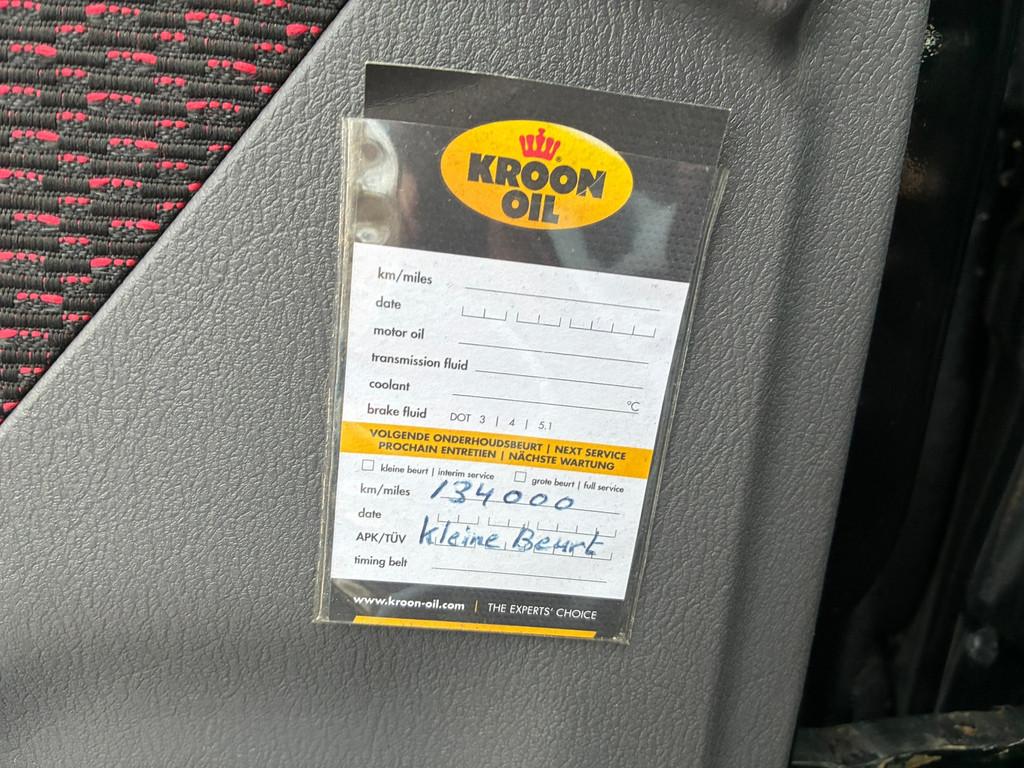 KROON
OIL
km/miles
date
motor oil
transmission fluid
coolant °C
brake fluid DOT 3 | 4 | 5.1
VOLGENDE ONDERHOUDSBEURT | NEXT SERVICE
PROCHAIN ENTRETIEN | NÄCHSTE WARTUNG
kleine beurt | interim service grote beurt | full service
km/miles 134000
date
APK/TÜV kleine Beurt
timing belt
www.kroon-oil.com | THE EXPERTS' CHOICE